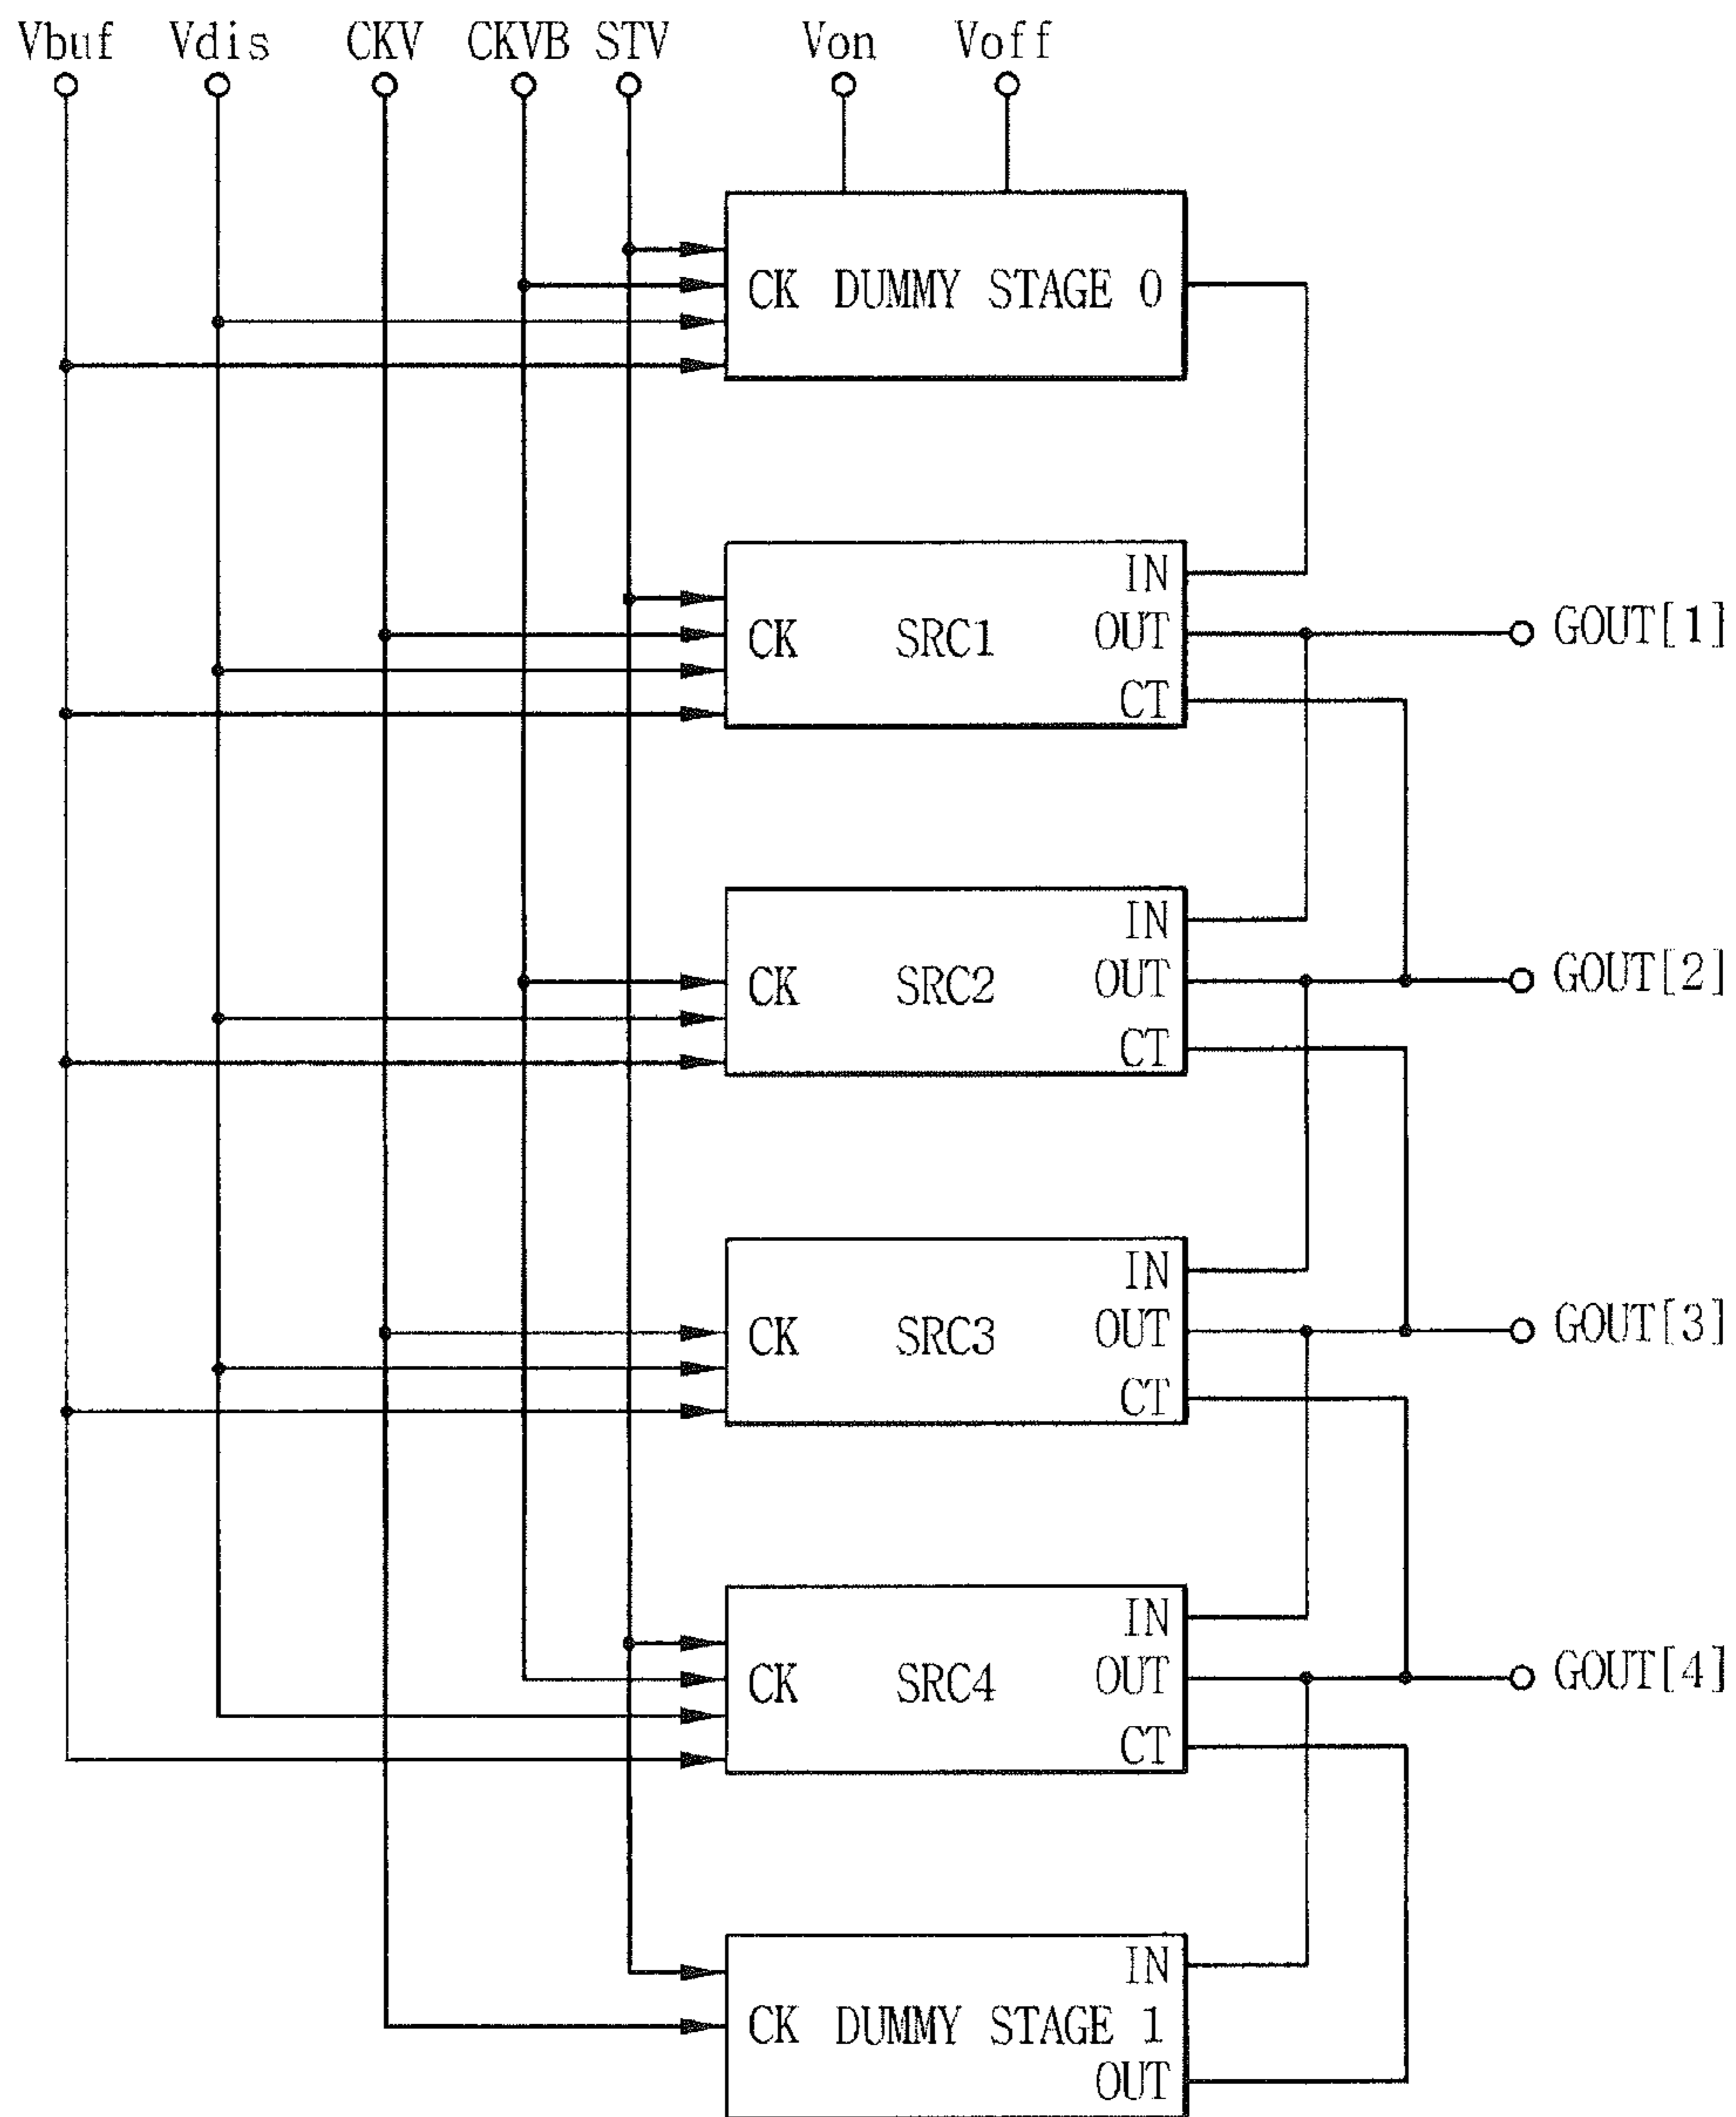 Vbuf Vdis CKV CKVB STV Von Voff
CK DUMMY STAGE 0
IN
CK SRC1 OUT GOUT[1]
CT
IN
CK SRC2 OUT GOUT[2]
CT
IN
CK SRC3 OUT GOUT[3]
CT
IN
CK SRC4 OUT GOUT[4]
CT
IN
CK DUMMY STAGE 1
OUT